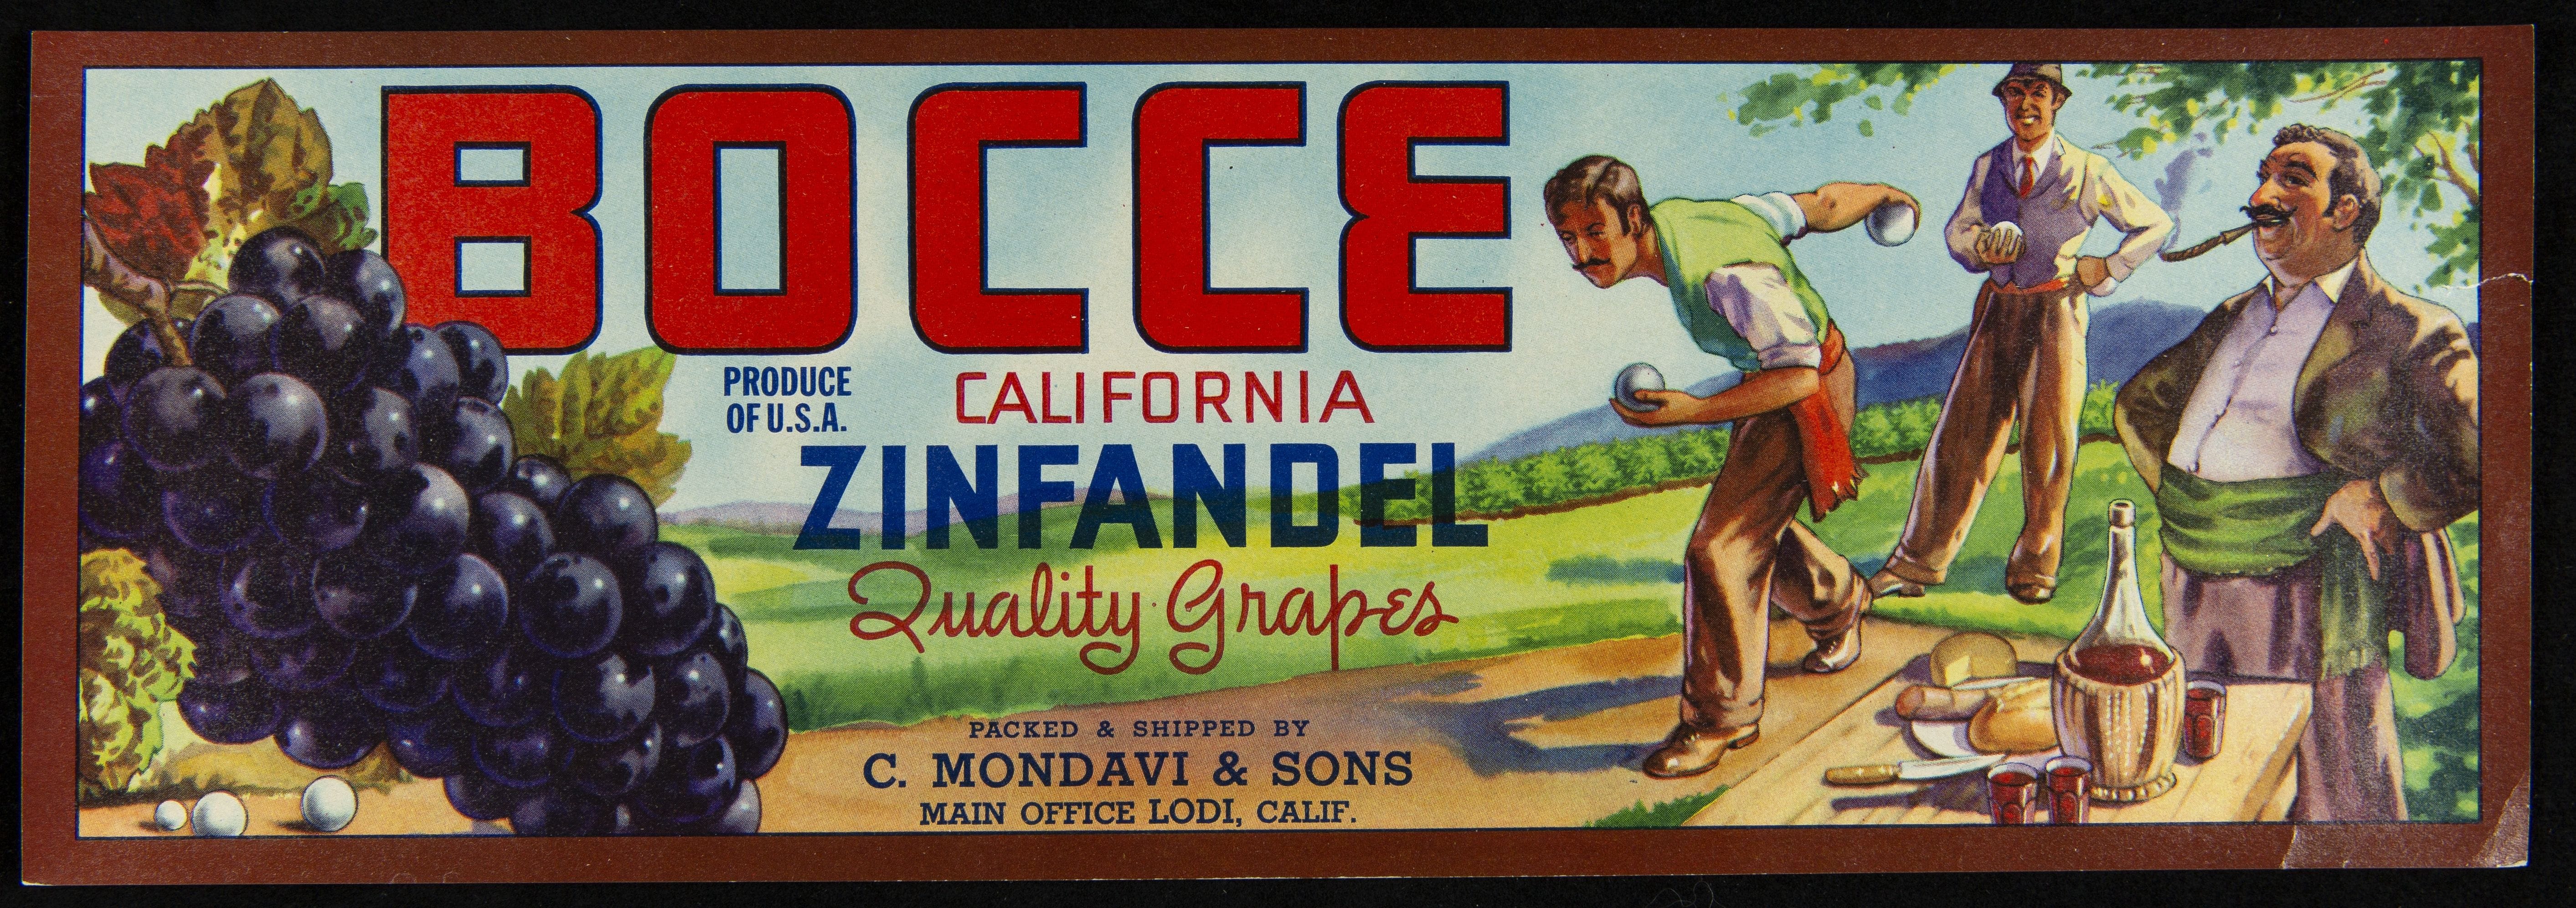 BOCCE
PRODUCE
OF U.S.A.
CALIFORNIA
ZINFANDEL
Quality Grapes
PACKED & SHIPPED BY
C. MONDAVI & SONS
MAIN OFFICE LODI, CALIF.